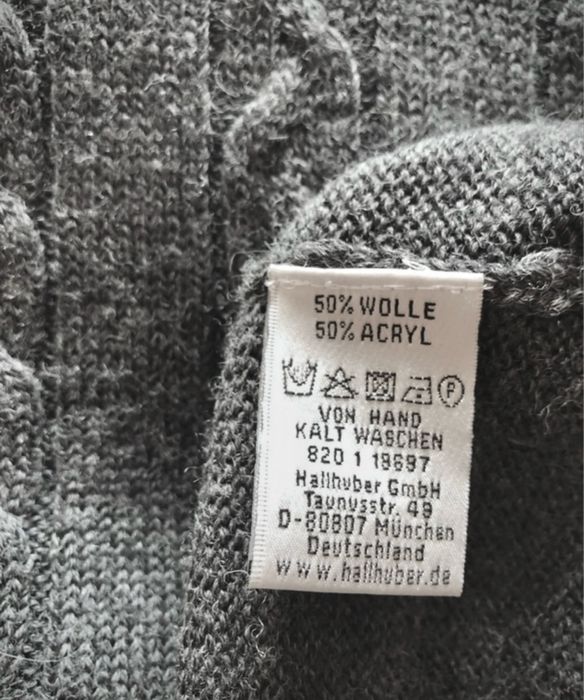 50% WOLLE
50% ACRYL
P
VON HAND
KALT WASCHEN
820 1 19697
Hallhuber GmbH
Taunusstr. 49
D-80807 München
Deutschland
www.hallhuber.de